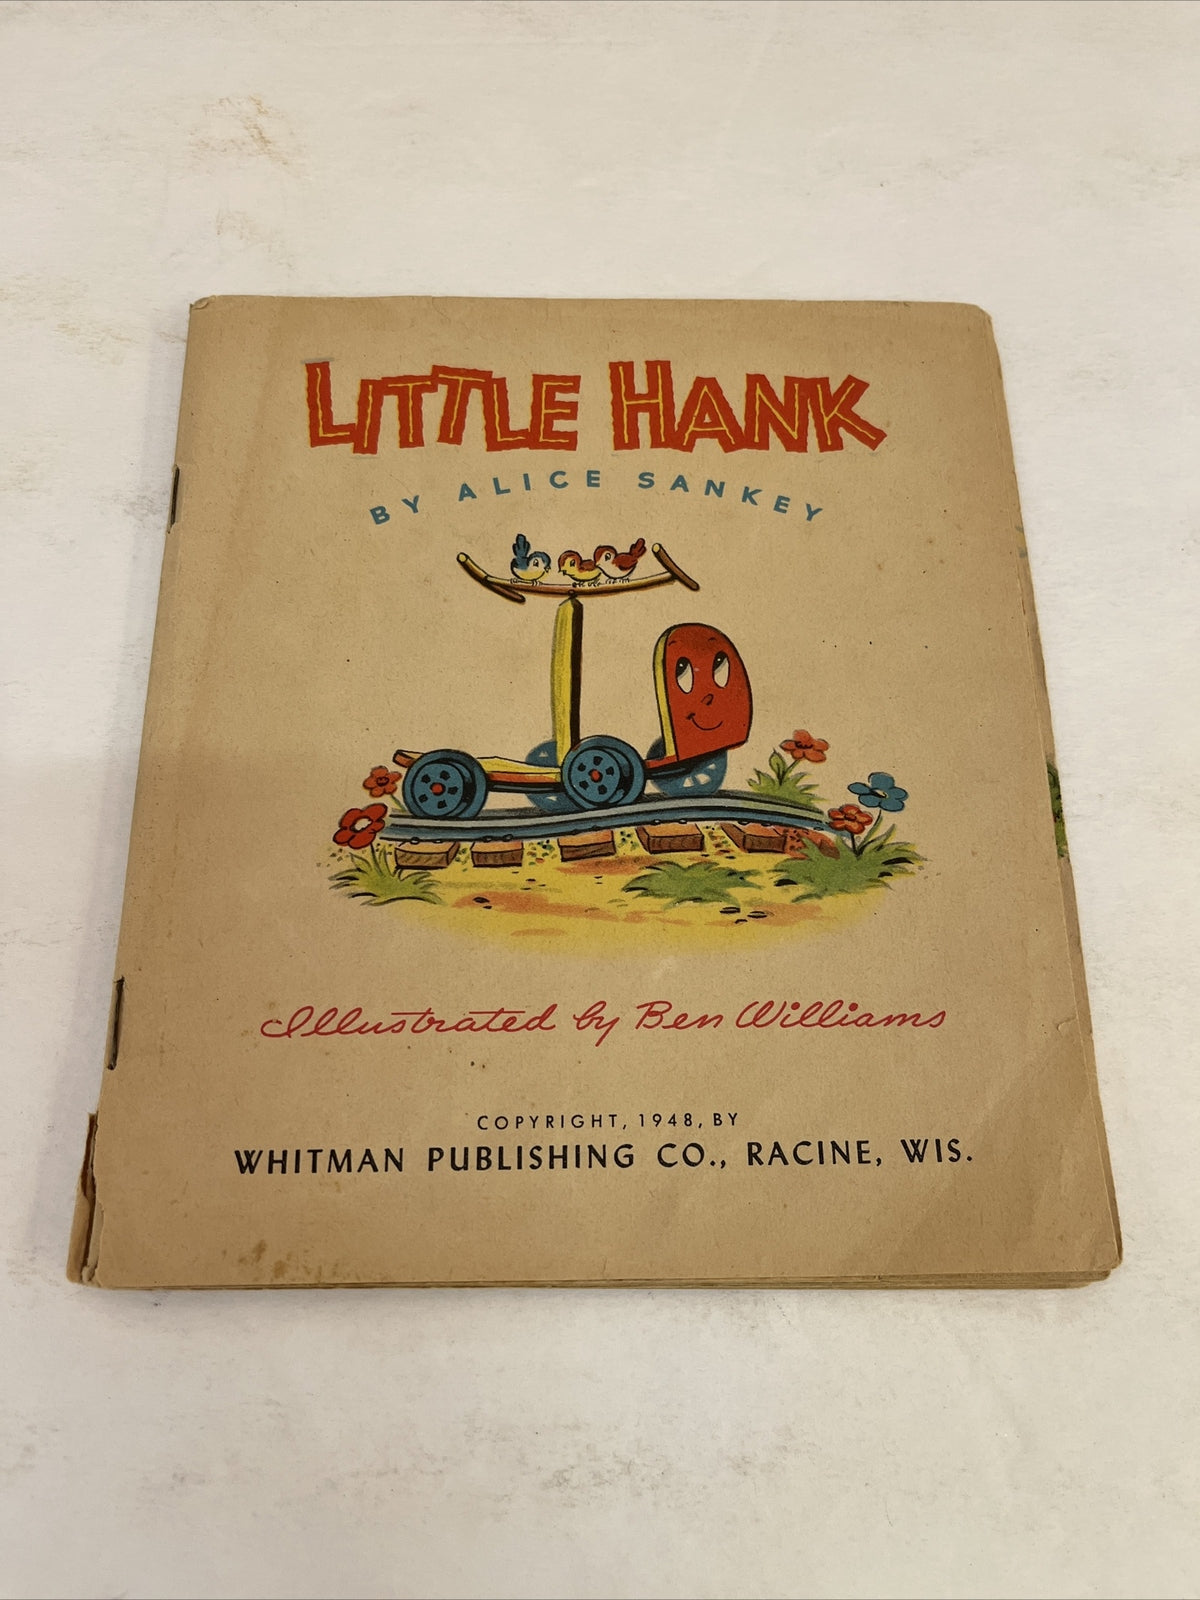 LITTLE HANK
BY ALICE SANKEY
Illustrated by Ben Williams
COPYRIGHT, 1948, BY
WHITMAN PUBLISHING CO., RACINE, WIS.